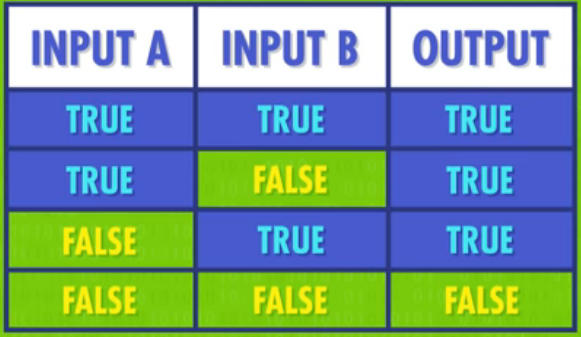 INPUT A INPUT B OUTPUT
TRUE TRUE TRUE
TRUE FALSE TRUE
FALSE TRUE TRUE
FALSE FALSE FALSE